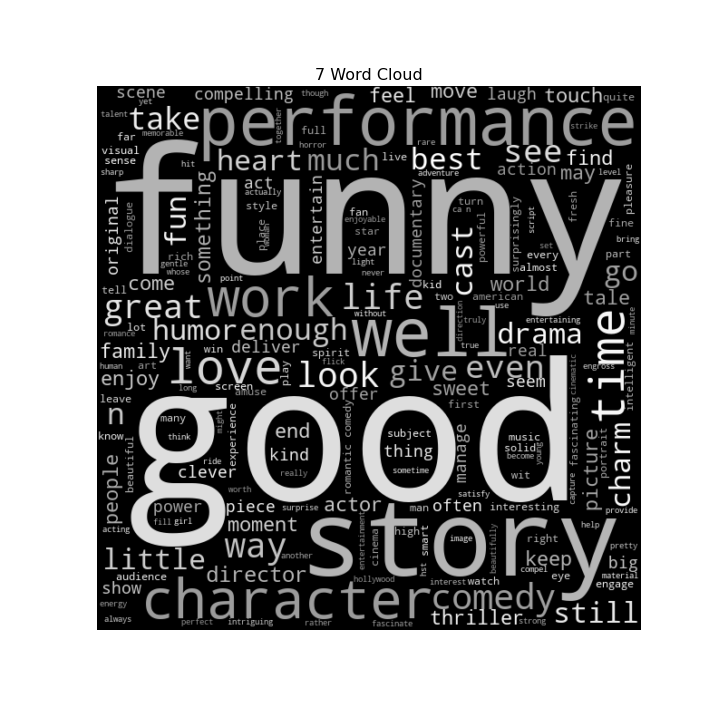 7 Word Cloud
scene compelling though feel move laugh touch quite
yet
talent take performance
memorable together full strike
far horror rare
visual heart much live best see find
sense hit adventure action may level
sharp act actually
funny
something style entertain fan documentary turn surprisingly fresh pleasure
original dialogue fun place woman enjoyable can n script
star cast powerful fine
rich year set bring
gentle light every part
come whose never almost go
tell point kid world tale
great work life two american use
without direction
romance lot humor enough well truly entertaining minute
drama time
family win deliver spirit true real intelligent
human art want flick engross
enjoy love play look give even seem cinematic
long screen sweet
leave amuse offer first
n good
know many experience might end romantic comedy subject music manage fascinating picture charm
think solid portrait
beautiful kind thing become young
people ride sometime wit capture
clever really
worth satisfy
power piece surprise actor man often interesting provide
acting fill girl moment story help
way entertainment cinema high smart image beautifully right pretty
little another keep big
audience director hst compel material
show hollywood interest watch eye engage
energy character comedy
always perfect intriguing rather fascinate thriller strong still